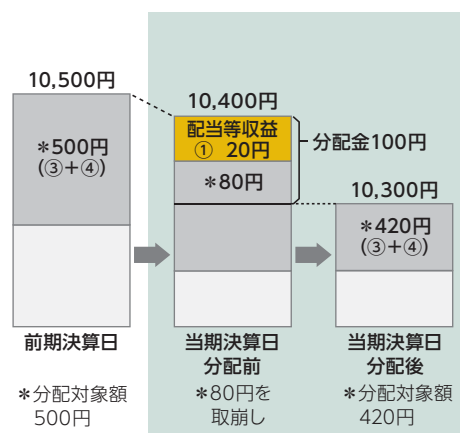 10,500円
＊500円
(③＋④)
前期決算日
＊分配対象額
500円
10,400円
配当等収益
① 20円
＊80円
分配金100円
当期決算日
分配前
＊80円を
取崩し
10,300円
＊420円
(③＋④)
当期決算日
分配後
＊分配対象額
420円